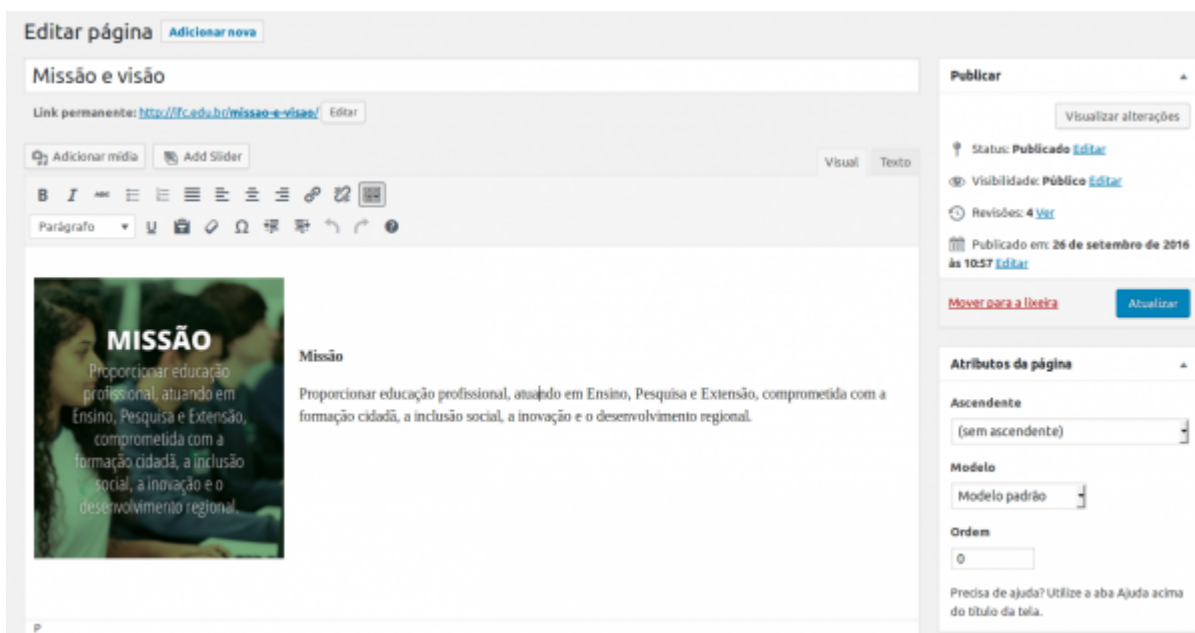 Editar página Adicionar nova
Missão e visão
Link permanente: http://ifc.edu.br/missao-e-visao/ Editar
Adicionar mídia Add Slider
Visual Texto
B I ABC
Parágrafo U Ω
MISSÃO
Proporcionar educação
profissional, atuando em
Ensino, Pesquisa e Extensão,
comprometida com a
formação cidadã, a inclusão
social, a inovação e o
desenvolvimento regional.
Missão
Proporcionar educação profissional, atuando em Ensino, Pesquisa e Extensão, comprometida com a
formação cidadã, a inclusão social, a inovação e o desenvolvimento regional.
P
Publicar
Visualizar alterações
Status: Publicado Editar
Visibilidade: Público Editar
Revisões: 4 Ver
Publicado em: 26 de setembro de 2016
às 10:57 Editar
Mover para a lixeira Atualizar
Atributos da página
Ascendente
(sem ascendente)
Modelo
Modelo padrão
Ordem
0
Precisa de ajuda? Utilize a aba Ajuda acima
do título da tela.